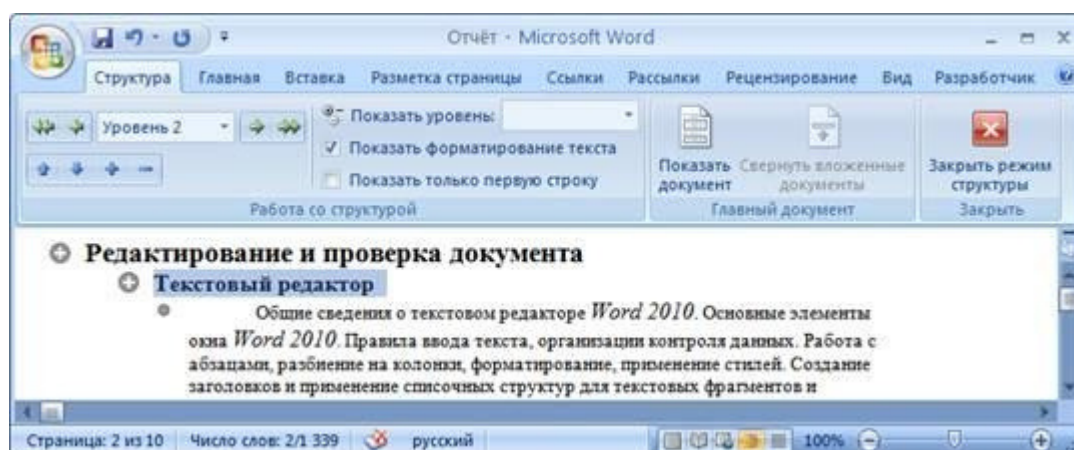 Отчёт - Microsoft Word
Структура Главная Вставка Разметка страницы Ссылки Рассылки Рецензирование Вид Разработчик
Уровень 2 Показать уровень:
Показать форматирование текста
Показать только первую строку
Показать документ Свернуть вложенные документы
Закрыть режим структуры
Работа со структурой Главный документ Закрыть
Редактирование и проверка документа
Текстовый редактор
Общие сведения о текстовом редакторе Word 2010. Основные элементы
окна Word 2010. Правила ввода текста, организации контроля данных. Работа с
абзацами, разбиение на колонки, форматирование, применение стилей. Создание
заголовков и применение списочных структур для текстовых фрагментов и
Страница: 2 из 10 Число слов: 2/1 339 русский 100%